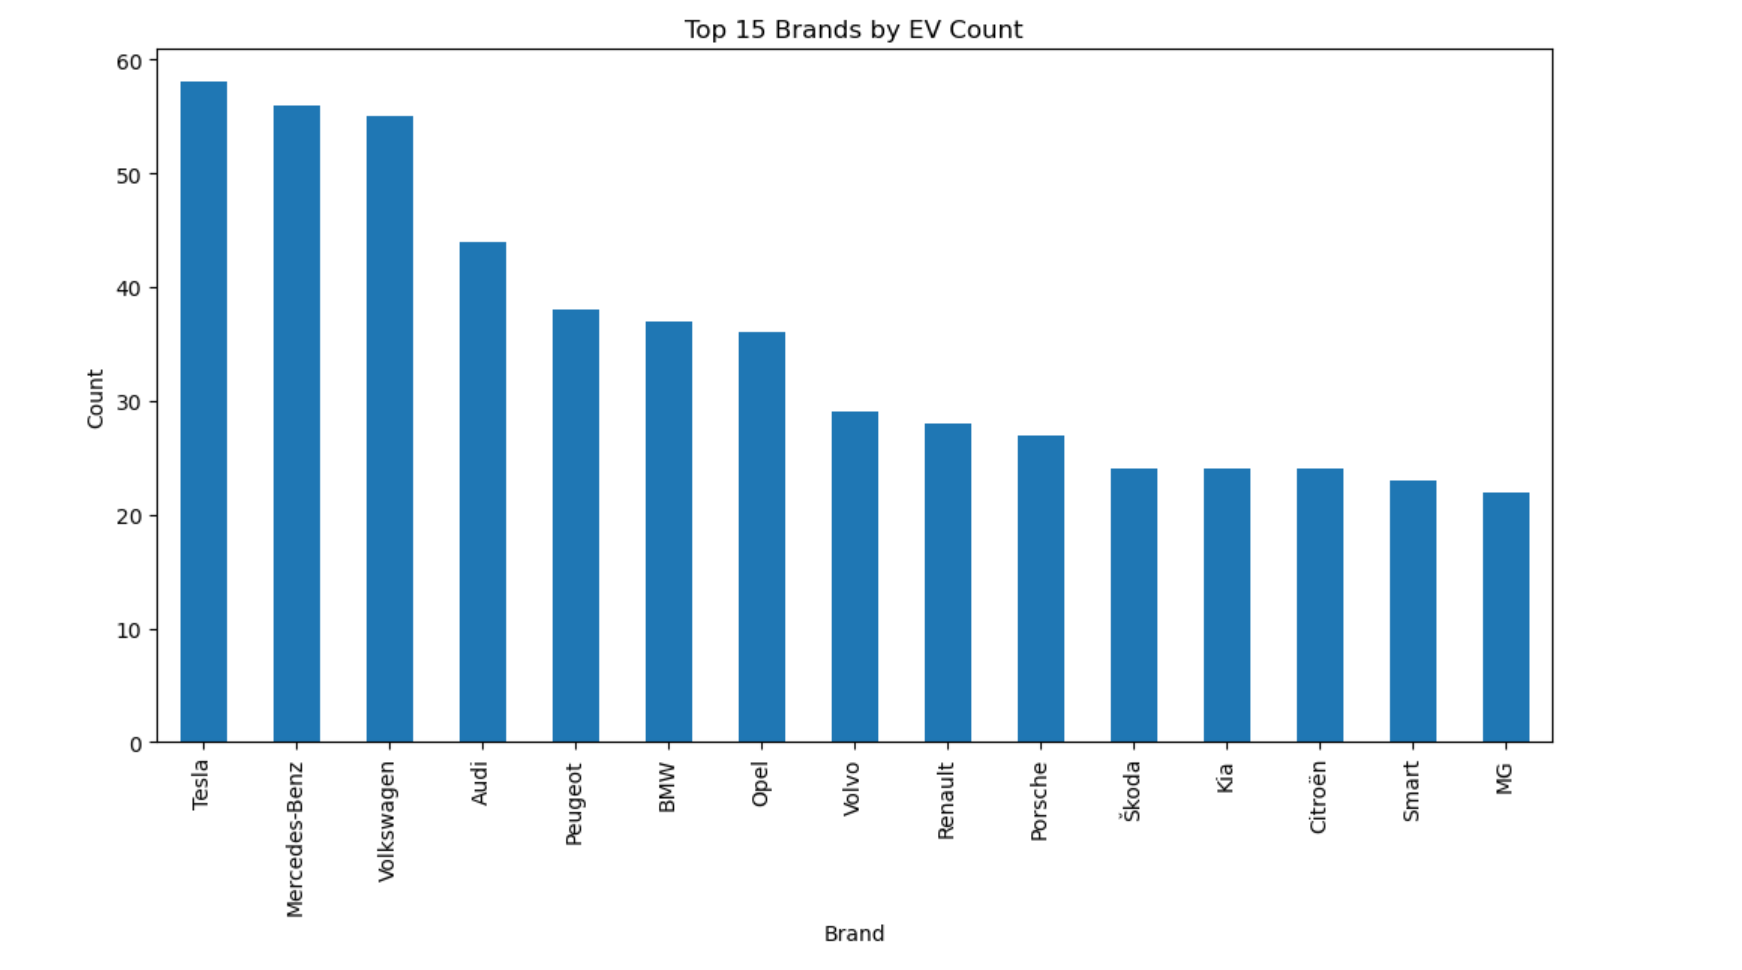 Top 15 Brands by EV Count
60
50
40
30
20
10
0
Count
Tesla
Mercedes-Benz
Volkswagen
Audi
Peugeot
BMW
Opel
Volvo
Renault
Porsche
Škoda
Kia
Citroën
Smart
MG
Brand